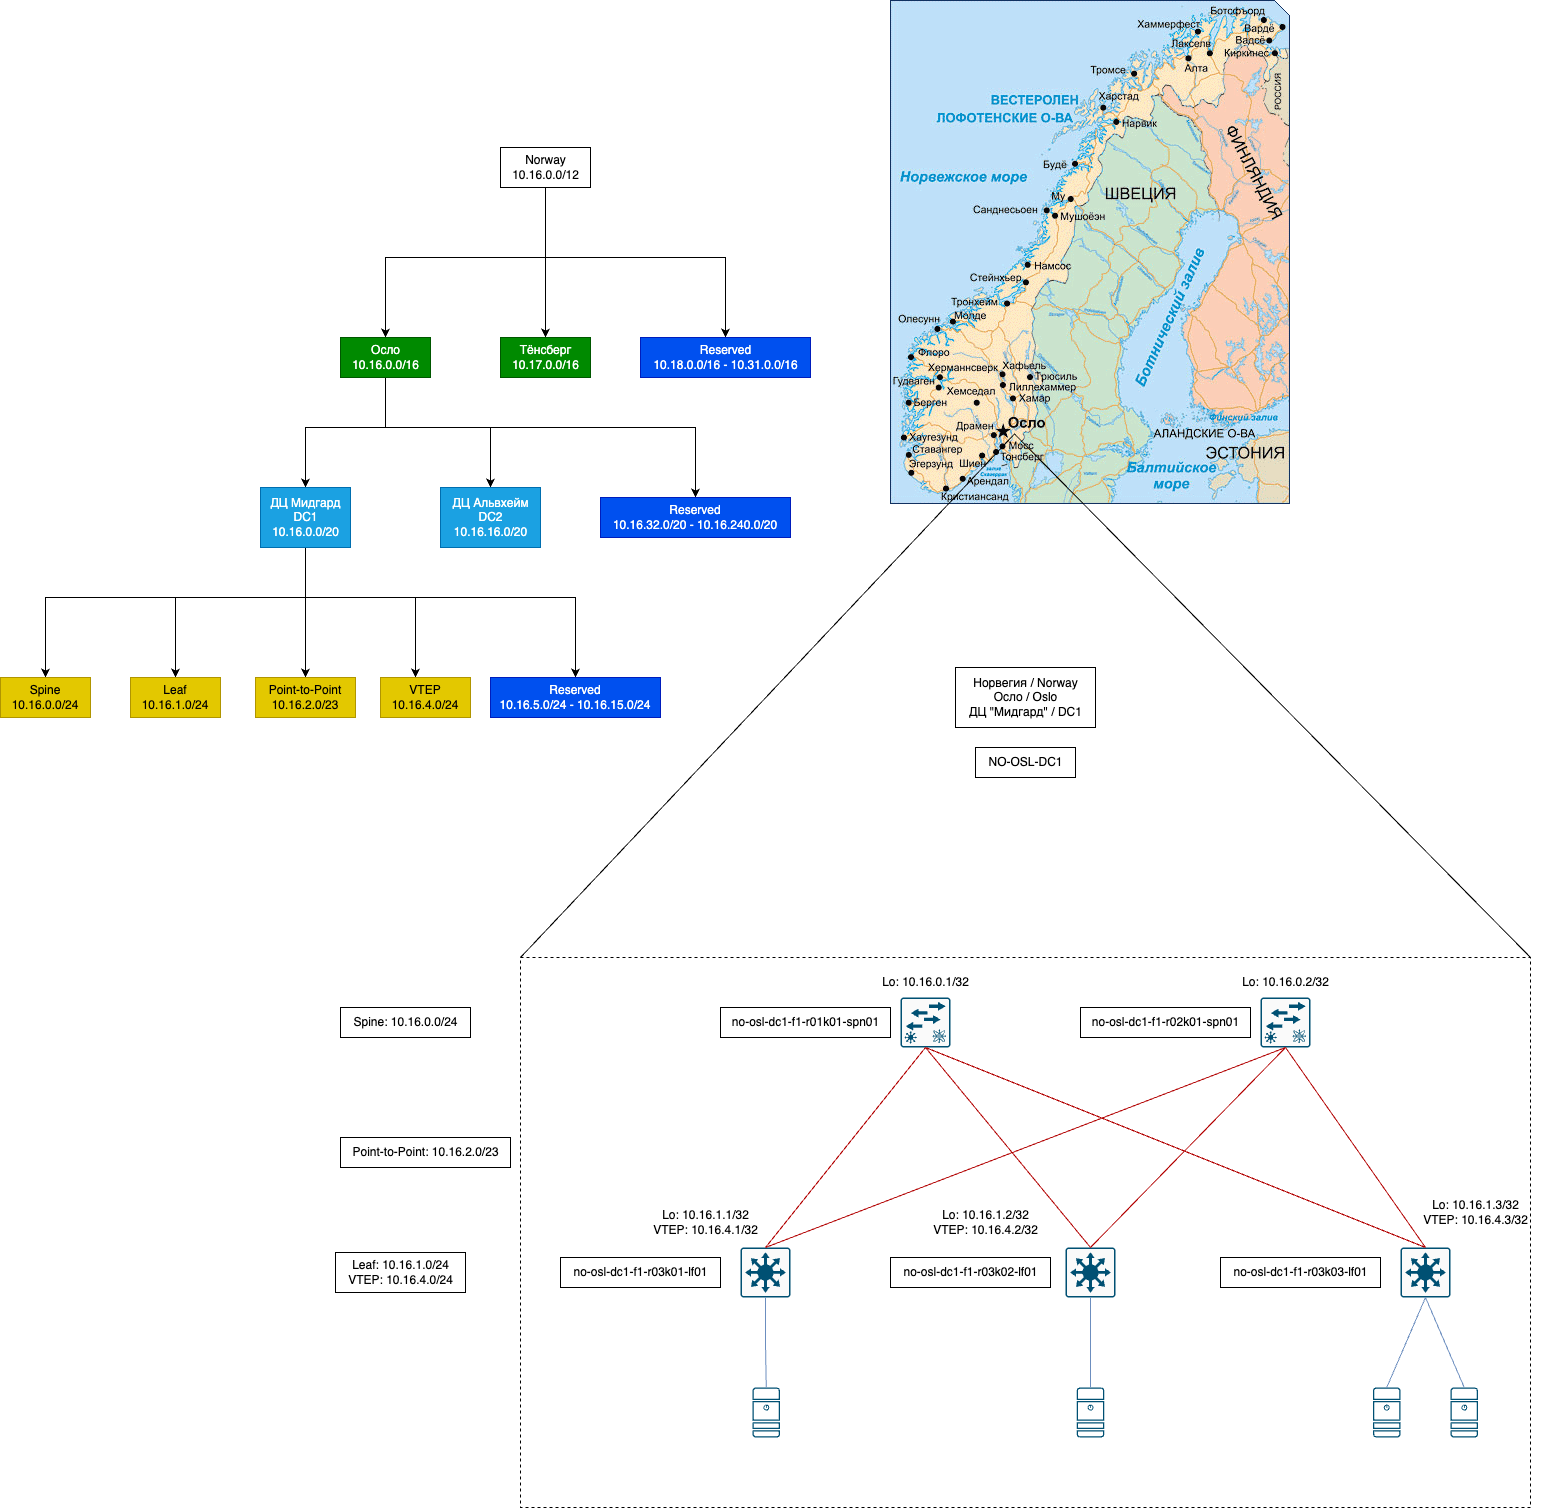 Norway
10.16.0.0/12
Осло
10.16.0.0/16
Тёнсберг
10.17.0.0/16
Reserved
10.18.0.0/16 - 10.31.0.0/16
ДЦ Мидгард
DC1
10.16.0.0/20
ДЦ Альвхейм
DC2
10.16.16.0/20
Reserved
10.16.32.0/20 - 10.16.240.0/20
Spine
10.16.0.0/24
Leaf
10.16.1.0/24
Point-to-Point
10.16.2.0/23
VTEP
10.16.4.0/24
Reserved
10.16.5.0/24 - 10.16.15.0/24
Ботсфьорд
Хаммерфест
Вардё
Лаксель
Вадсё
Киркинес
Алта
Тромсе
РОССИЯ
ВЕСТЕРОЛЕН
Харстад
ЛОФОТЕНСКИЕ О-ВА
Нарвик
ФИНЛЯНДИЯ
Будё
Норвежское море
ШВЕЦИЯ
Му
Санднесьоен
Мушоёэн
Намсос
Стейнхьер
Ботнический залив
Тронхейм
Молде
Олесунн
Флоро
Херманнсверк
Хафьель
Гудваген
Трюсиль
Лиллехаммер
Хемседал
Хамар
Берген
Финский залив
Осло
Драмен
АЛАНДСКИЕ О-ВА
Хаугезунд
Мосс
Ставангер
Тонсберг
ЭСТОНИЯ
Эгерзунд
Шиен
Балтийское
море
Арендал
Кристиансанд
Норвегия / Norway
Осло / Oslo
ДЦ "Мидгард" / DC1
NO-OSL-DC1
Lo: 10.16.0.1/32
Lo: 10.16.0.2/32
Spine: 10.16.0.0/24
no-osl-dc1-f1-r01k01-spn01
no-osl-dc1-f1-r02k01-spn01
Point-to-Point: 10.16.2.0/23
Lo: 10.16.1.1/32
VTEP: 10.16.4.1/32
Lo: 10.16.1.2/32
VTEP: 10.16.4.2/32
Lo: 10.16.1.3/32
VTEP: 10.16.4.3/32
Leaf: 10.16.1.0/24
VTEP: 10.16.4.0/24
no-osl-dc1-f1-r03k01-lf01
no-osl-dc1-f1-r03k02-lf01
no-osl-dc1-f1-r03k03-lf01